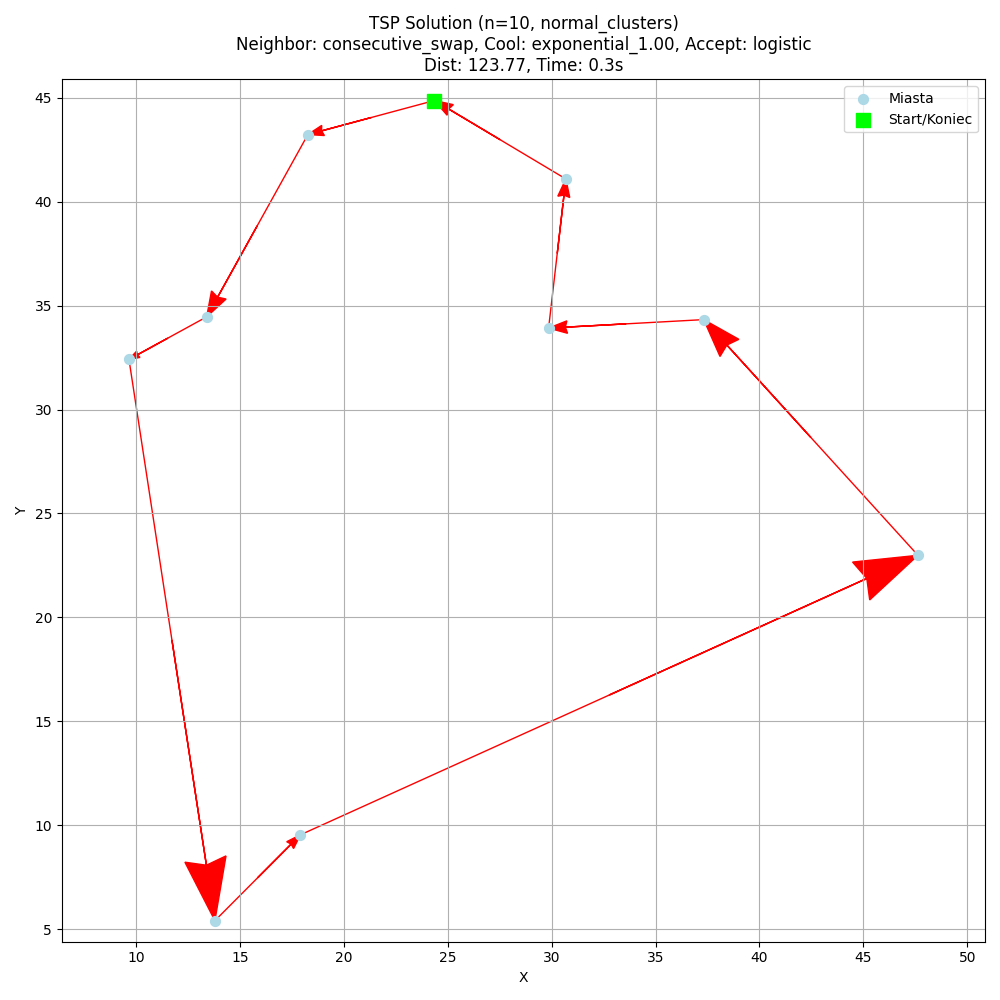 TSP Solution (n=10, normal_clusters)
Neighbor: consecutive_swap, Cool: exponential_1.00, Accept: logistic
Dist: 123.77, Time: 0.3s
Miasta
Start/Koniec
Y
45
40
35
30
25
20
15
10
5
10 15 20 25 30 35 40 45 50
X